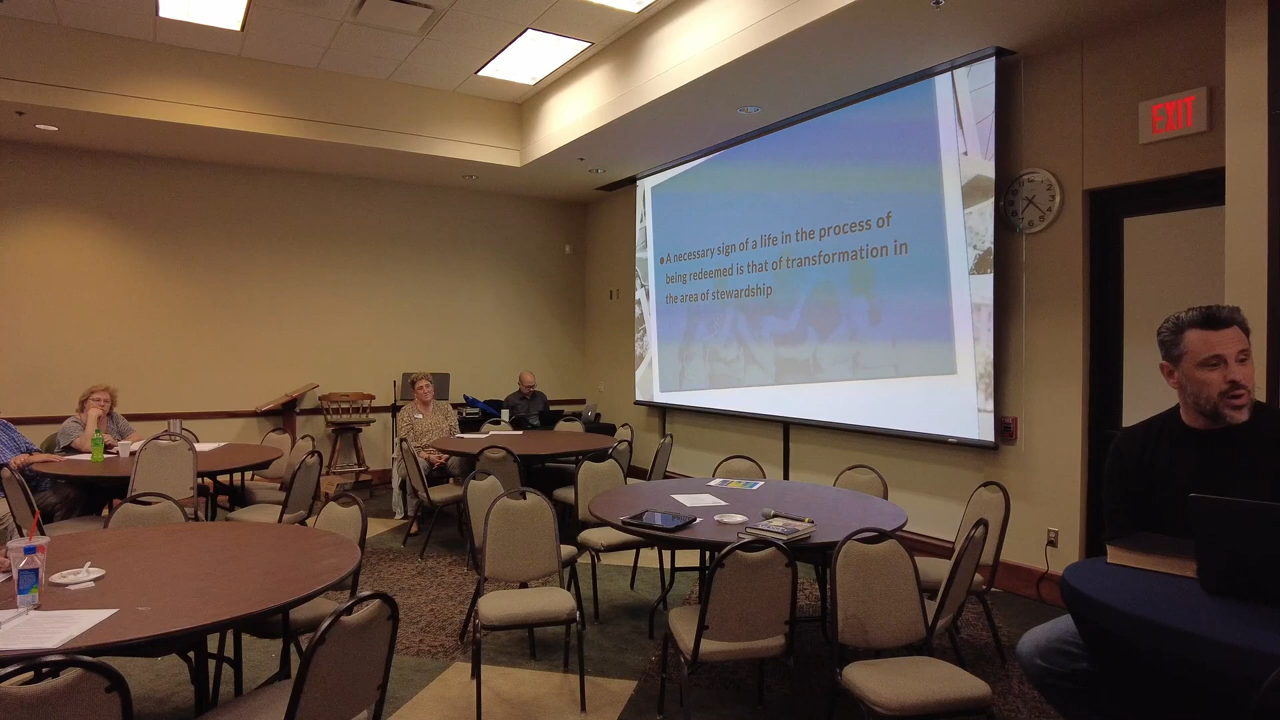 EXIT
• A necessary sign of a life in the process of
being redeemed is that of transformation in
the area of stewardship